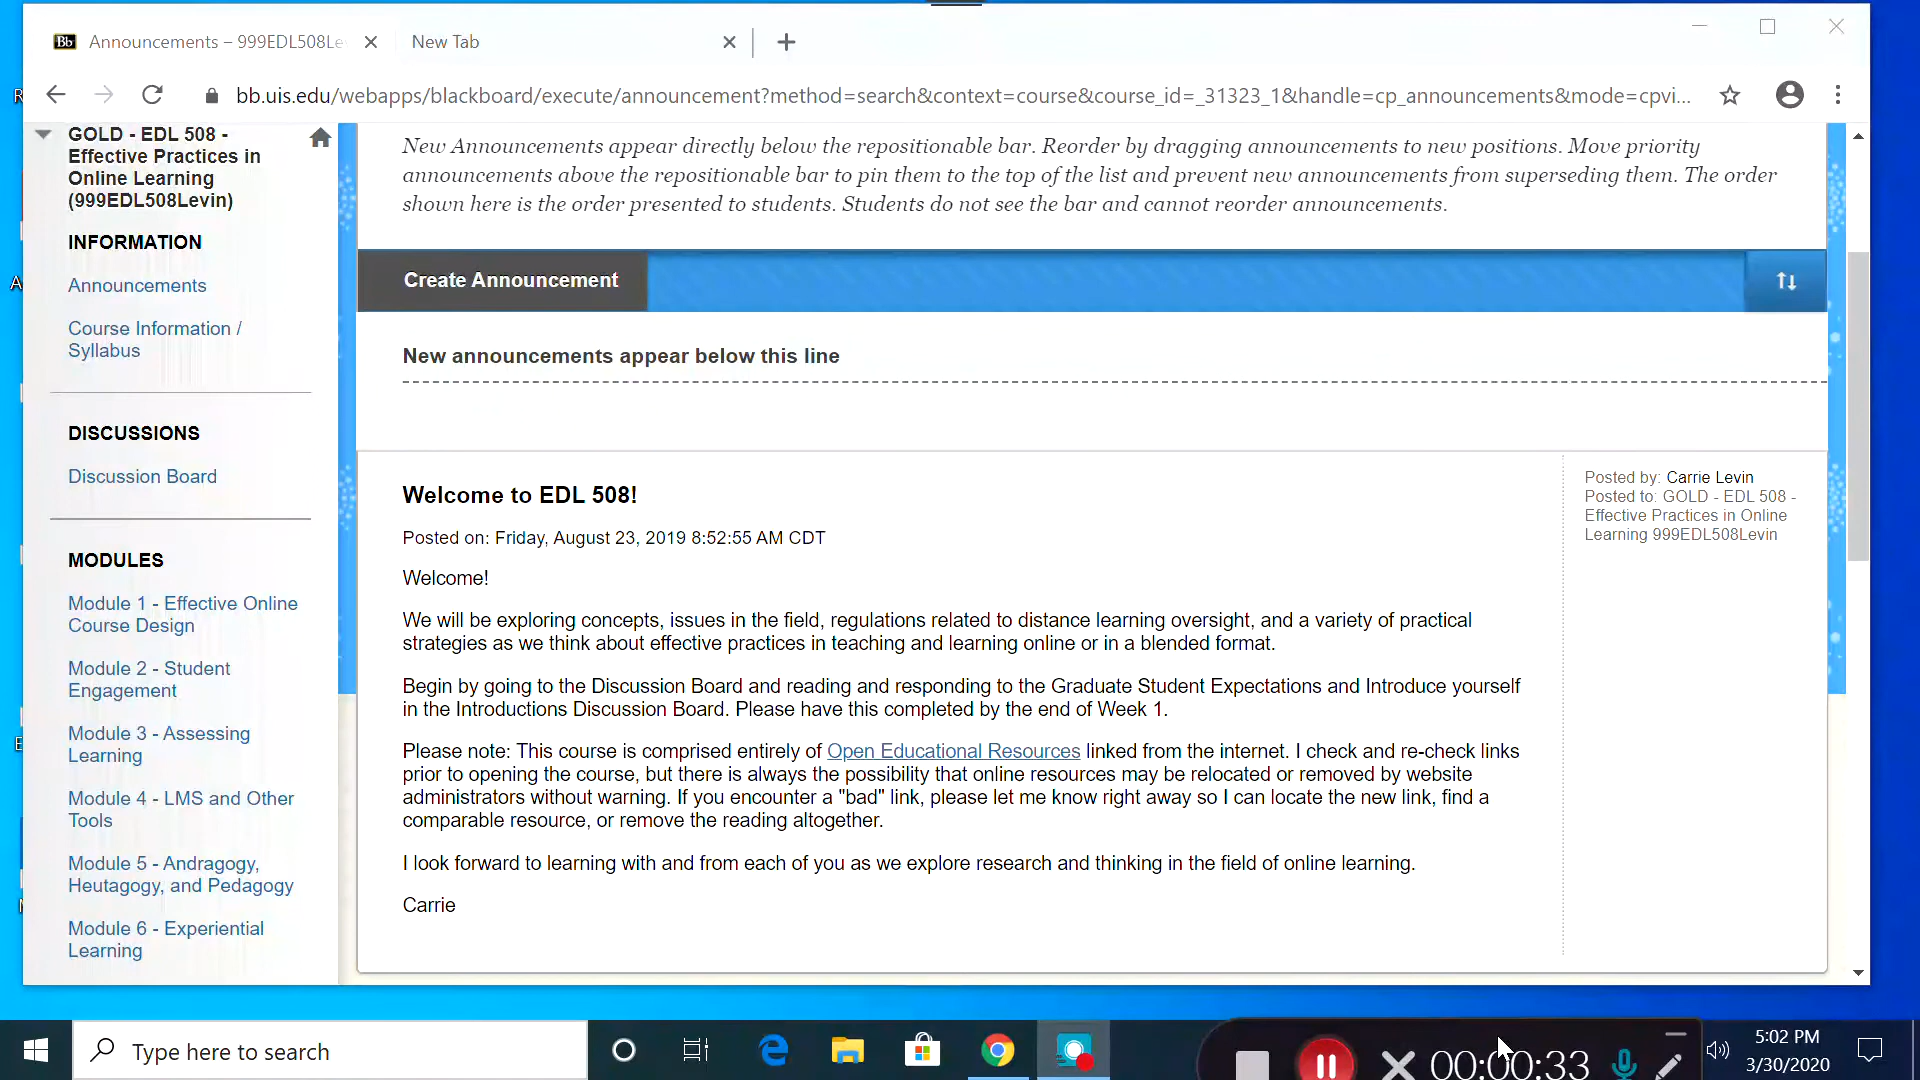 Announcements – 999EDL508Le
New Tab
bb.uis.edu/webapps/blackboard/execute/announcement?method=search&context=course&course_id=_31323_1&handle=cp_announcements&mode=cpvi...
GOLD - EDL 508 -
Effective Practices in
Online Learning
(999EDL508Levin)
INFORMATION
Announcements
Course Information /
Syllabus
DISCUSSIONS
Discussion Board
MODULES
Module 1 - Effective Online
Course Design
Module 2 - Student
Engagement
Module 3 - Assessing
Learning
Module 4 - LMS and Other
Tools
Module 5 - Andragogy,
Heutagogy, and Pedagogy
Module 6 - Experiential
Learning
New Announcements appear directly below the repositionable bar. Reorder by dragging announcements to new positions. Move priority
announcements above the repositionable bar to pin them to the top of the list and prevent new announcements from superseding them. The order
shown here is the order presented to students. Students do not see the bar and cannot reorder announcements.
Create Announcement
New announcements appear below this line
Welcome to EDL 508!
Posted on: Friday, August 23, 2019 8:52:55 AM CDT
Welcome!
We will be exploring concepts, issues in the field, regulations related to distance learning oversight, and a variety of practical
strategies as we think about effective practices in teaching and learning online or in a blended format.
Begin by going to the Discussion Board and reading and responding to the Graduate Student Expectations and Introduce yourself
in the Introductions Discussion Board. Please have this completed by the end of Week 1.
Please note: This course is comprised entirely of Open Educational Resources linked from the internet. I check and re-check links
prior to opening the course, but there is always the possibility that online resources may be relocated or removed by website
administrators without warning. If you encounter a "bad" link, please let me know right away so I can locate the new link, find a
comparable resource, or remove the reading altogether.
I look forward to learning with and from each of you as we explore research and thinking in the field of online learning.
Carrie
Posted by: Carrie Levin
Posted to: GOLD - EDL 508 -
Effective Practices in Online
Learning 999EDL508Levin
Type here to search
00:00:33
5:02 PM
3/30/2020